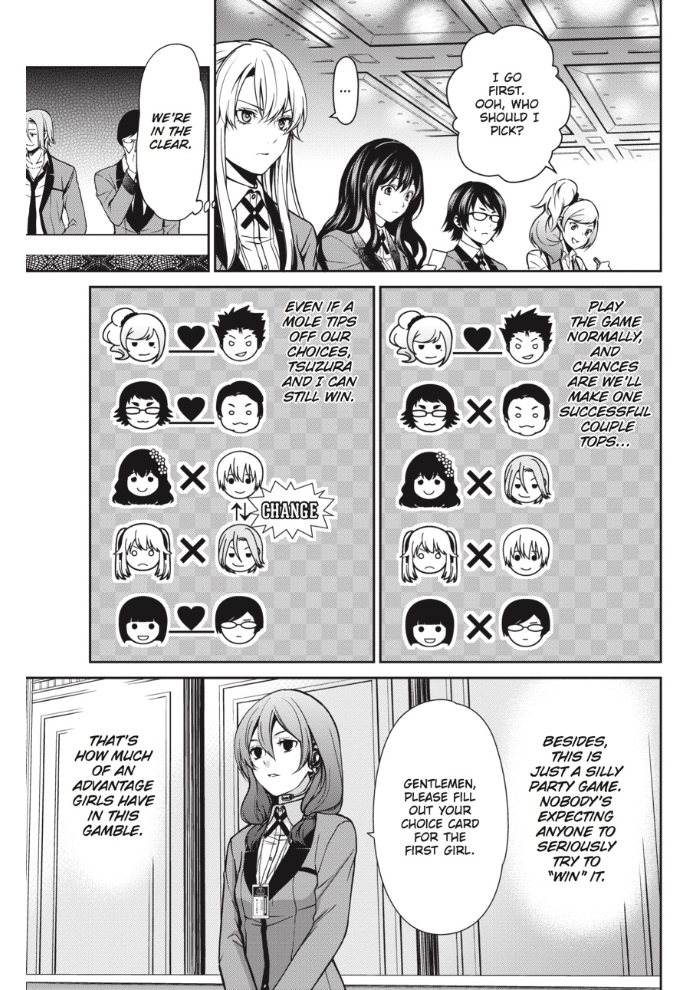 I GO
FIRST.
OOH, WHO
SHOULD I
PICK?
...
WE'RE
IN THE
CLEAR.
PLAY
THE GAME
NORMALLY,
AND
CHANCES
ARE WE'LL
MAKE ONE
SUCCESSFUL
COUPLE
TOPS...
EVEN IF A
MOLE TIPS
OFF OUR
CHOICES,
TSUZURA
AND I CAN
STILL WIN.
CHANGE
BESIDES,
THIS IS
JUST A SILLY
PARTY GAME.
NOBODY'S
EXPECTING
ANYONE TO
SERIOUSLY
TRY TO
"WIN" IT.
GENTLEMEN,
PLEASE FILL
OUT YOUR
CHOICE CARD
FOR THE
FIRST GIRL.
THAT'S
HOW MUCH
OF AN
ADVANTAGE
GIRLS HAVE
IN THIS
GAMBLE.